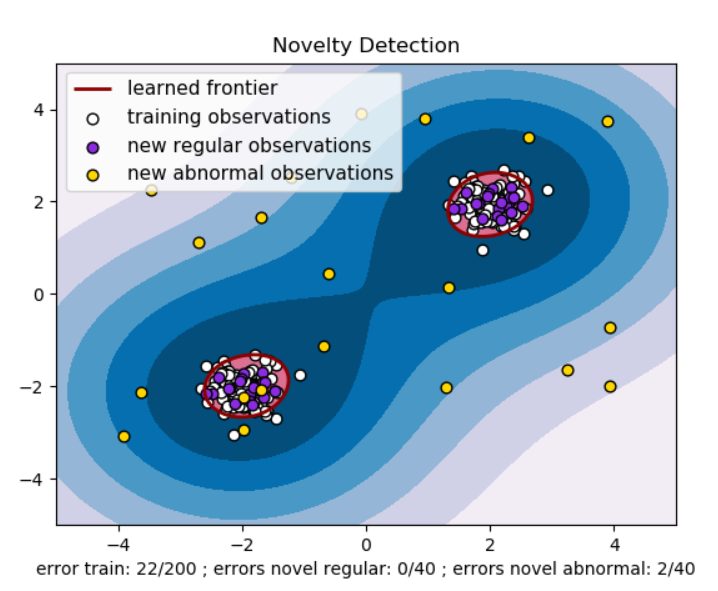 Novelty Detection
learned frontier
training observations
new regular observations
new abnormal observations
4
2
0
−2
−4
−4
−2
0
2
4
error train: 22/200 ; errors novel regular: 0/40 ; errors novel abnormal: 2/40